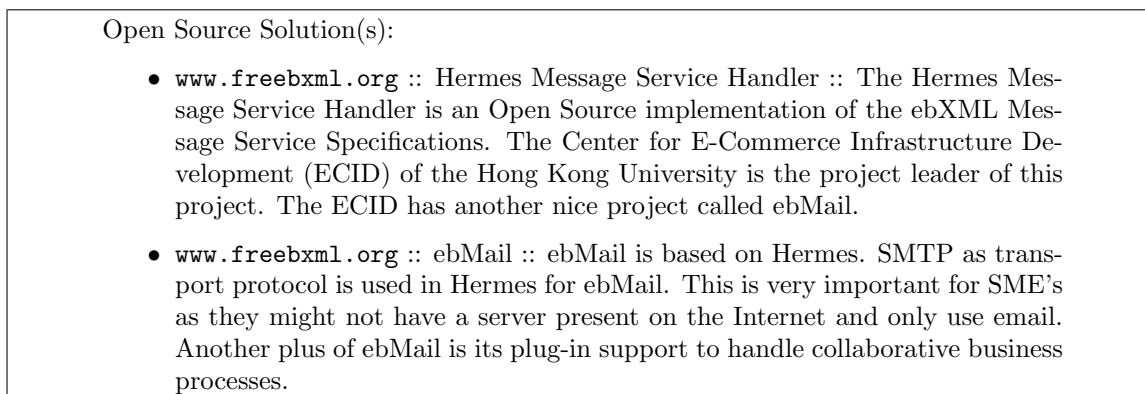 Open Source Solution(s):
• www.freebxml.org :: Hermes Message Service Handler :: The Hermes Mes-
sage Service Handler is an Open Source implementation of the ebXML Mes-
sage Service Specifications. The Center for E-Commerce Infrastructure De-
velopment (ECID) of the Hong Kong University is the project leader of this
project. The ECID has another nice project called ebMail.
• www.freebxml.org :: ebMail :: ebMail is based on Hermes. SMTP as trans-
port protocol is used in Hermes for ebMail. This is very important for SME's
as they might not have a server present on the Internet and only use email.
Another plus of ebMail is its plug-in support to handle collaborative business
processes.